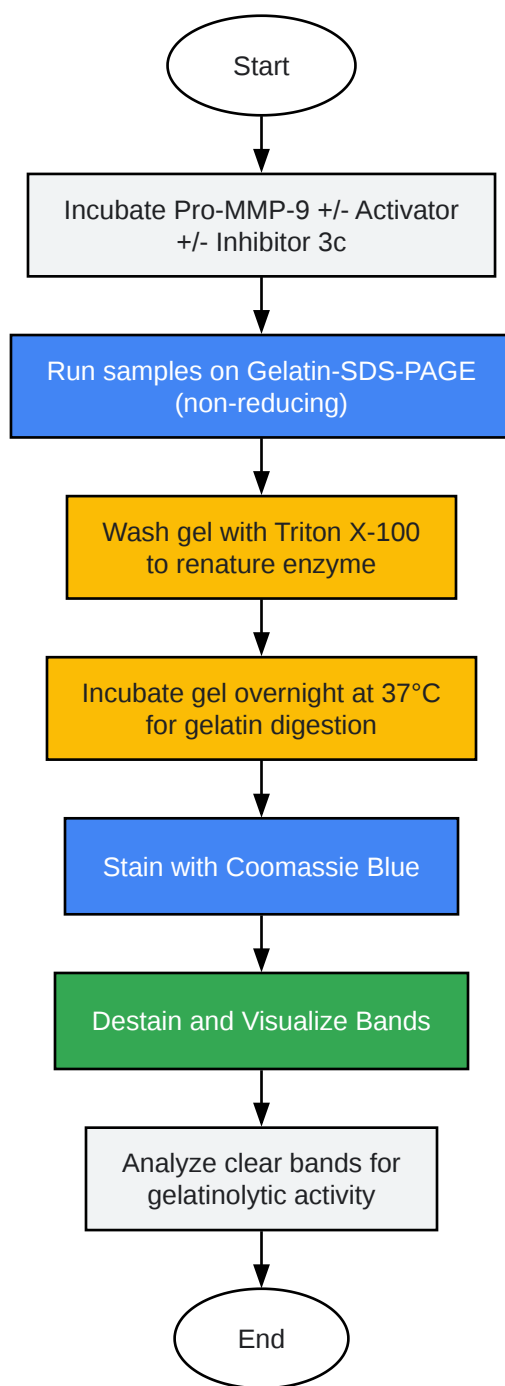 Start
Incubate Pro-MMP-9 +/- Activator
+/- Inhibitor 3c
Run samples on Gelatin-SDS-PAGE
(non-reducing)
Wash gel with Triton X-100
to renature enzyme
Incubate gel overnight at 37°C
for gelatin digestion
Stain with Coomassie Blue
Destain and Visualize Bands
Analyze clear bands for
gelatinolytic activity
End